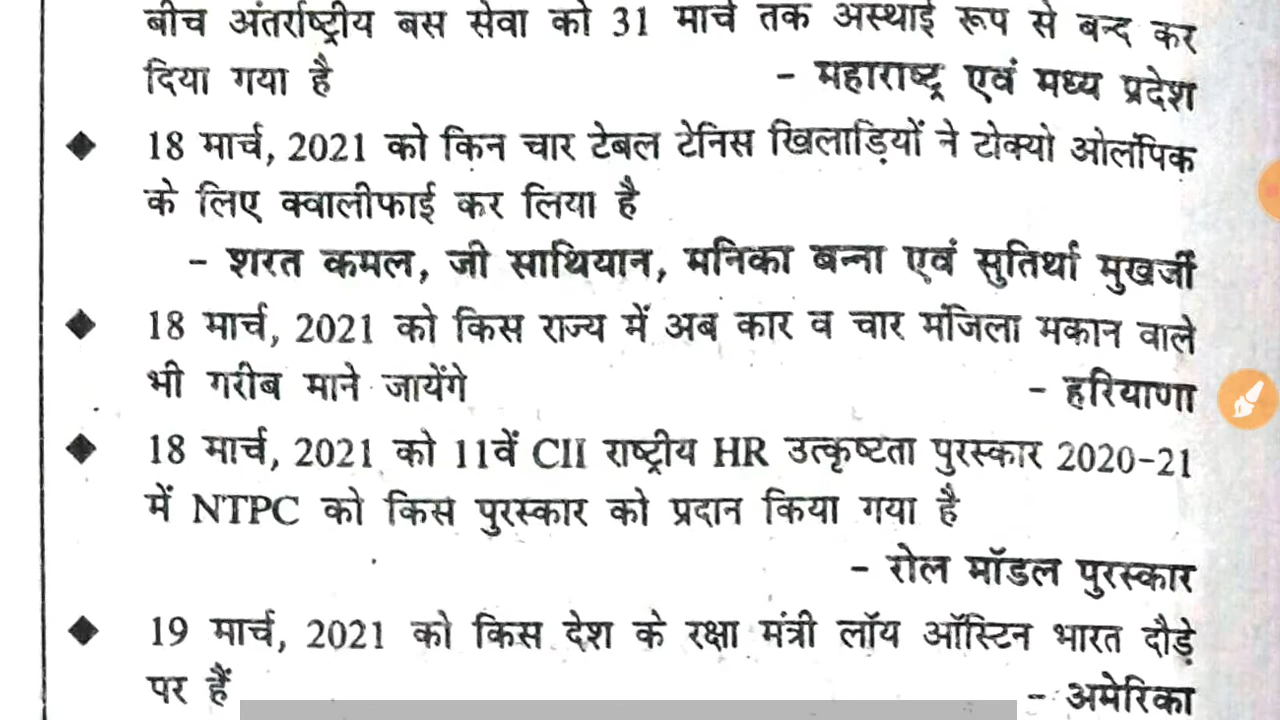 बीच अंतर्राष्ट्रीय बस सेवा को 31 मार्च तक अस्थाई रूप से बन्द कर
दिया गया है - महाराष्ट्र एवं मध्य प्रदेश
◆ 18 मार्च, 2021 को किन चार टेबल टेनिस खिलाड़ियों ने टोक्यो ओलंपिक
के लिए क्वालीफाई कर लिया है
- शरत कमल, जी साथियान, मनिका बन्ना एवं सुतिर्था मुखर्जी
◆ 18 मार्च, 2021 को किस राज्य में अब कार व चार मंजिला मकान वाले
भी गरीब माने जायेंगे - हरियाणा
◆ 18 मार्च, 2021 को 11वें CII राष्ट्रीय HR उत्कृष्टता पुरस्कार 2020-21
में NTPC को किस पुरस्कार को प्रदान किया गया है
- रोल मॉडल पुरस्कार
◆ 19 मार्च, 2021 को किस देश के रक्षा मंत्री लॉय ऑस्टिन भारत दौड़े
पर हैं - अमेरिका